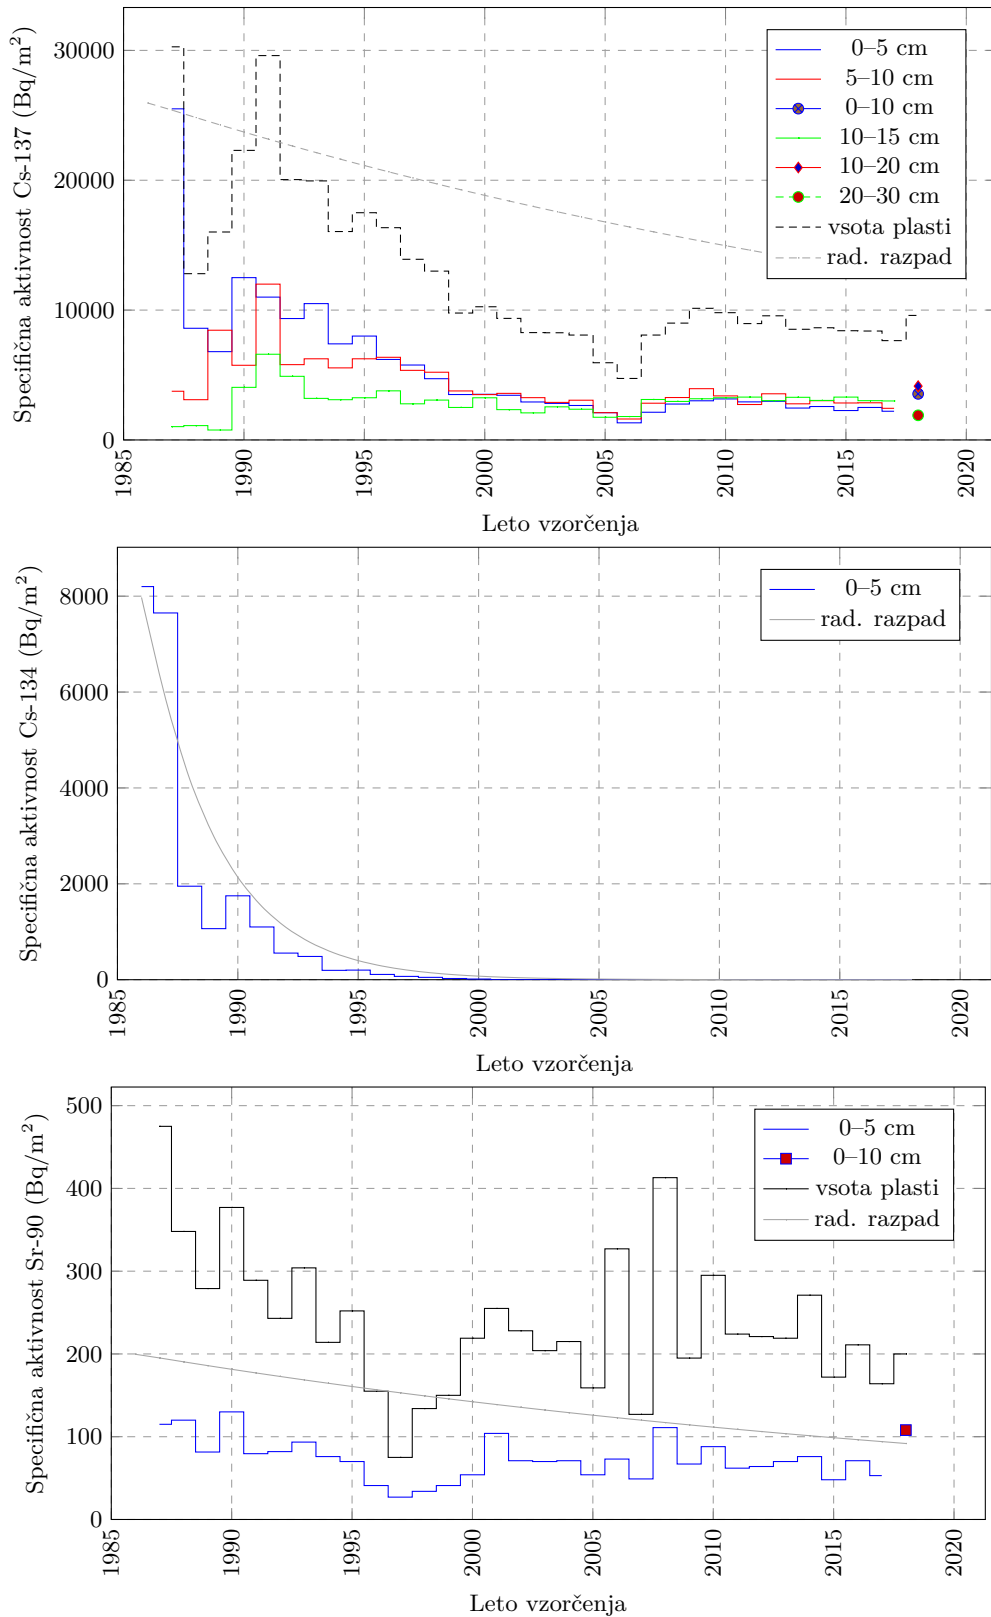 Specifična aktivnost Cs-137 (Bq/m²)
30000
20000
10000
0
0–5 cm
5–10 cm
0–10 cm
10–15 cm
10–20 cm
20–30 cm
vsota plasti
rad. razpad
1985
1990
1995
2000
2005
2010
2015
2020
Leto vzorčenja
Specifična aktivnost Cs-134 (Bq/m²)
8000
6000
4000
2000
0
0–5 cm
rad. razpad
1985
1990
1995
2000
2005
2010
2015
2020
Leto vzorčenja
Specifična aktivnost Sr-90 (Bq/m²)
500
400
300
200
100
0
0–5 cm
0–10 cm
vsota plasti
rad. razpad
1985
1990
1995
2000
2005
2010
2015
2020
Leto vzorčenja